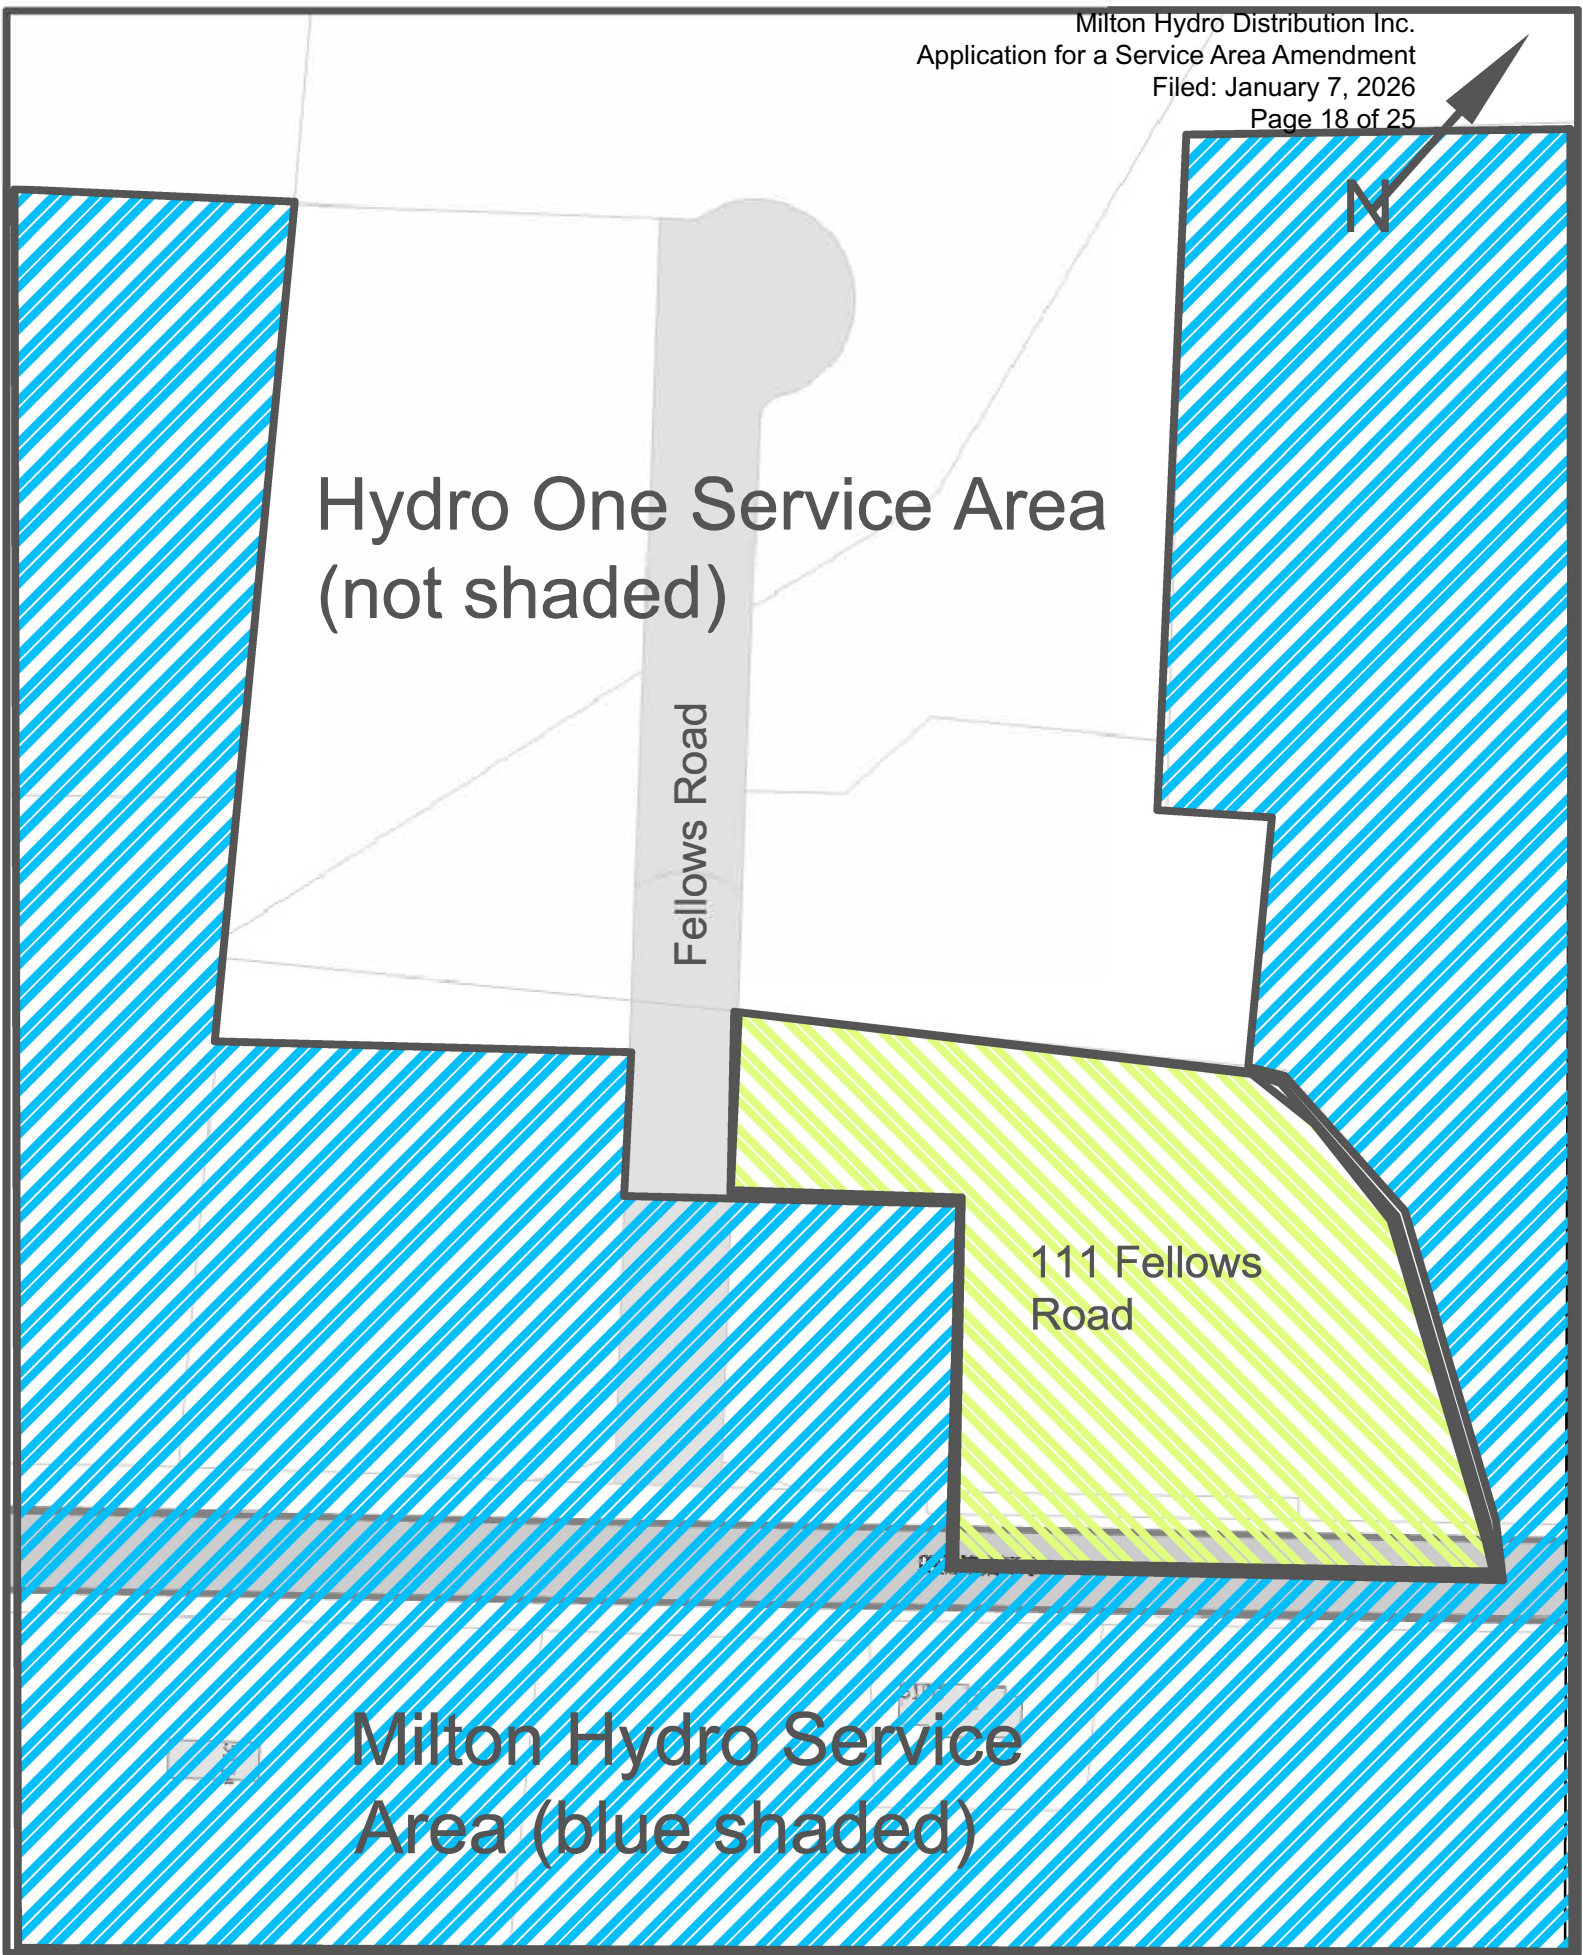 Milton Hydro Distribution Inc.
Application for a Service Area Amendment
Filed: January 7, 2026
Page 18 of 25
N
Hydro One Service Area
(not shaded)
Fellows Road
111 Fellows
Road
Milton Hydro Service
Area (blue shaded)